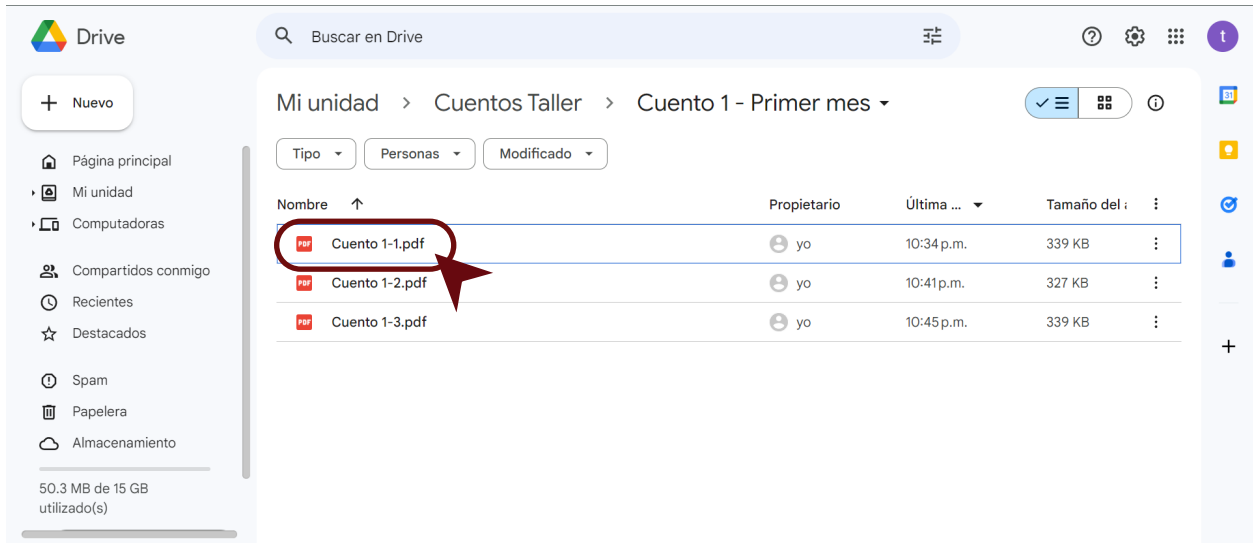 Drive
Buscar en Drive
t
Nuevo
Mi unidad > Cuentos Taller > Cuento 1 - Primer mes
31
Tipo Personas Modificado
Página principal
Mi unidad
Computadoras
Compartidos conmigo
Recientes
Destacados
Spam
Papelera
Almacenamiento
50.3 MB de 15 GB
utilizado(s)
Nombre Propietario Última ... Tamaño del
PDF Cuento 1-1.pdf yo 10:34 p.m. 339 KB
PDF Cuento 1-2.pdf yo 10:41 p.m. 327 KB
PDF Cuento 1-3.pdf yo 10:45 p.m. 339 KB